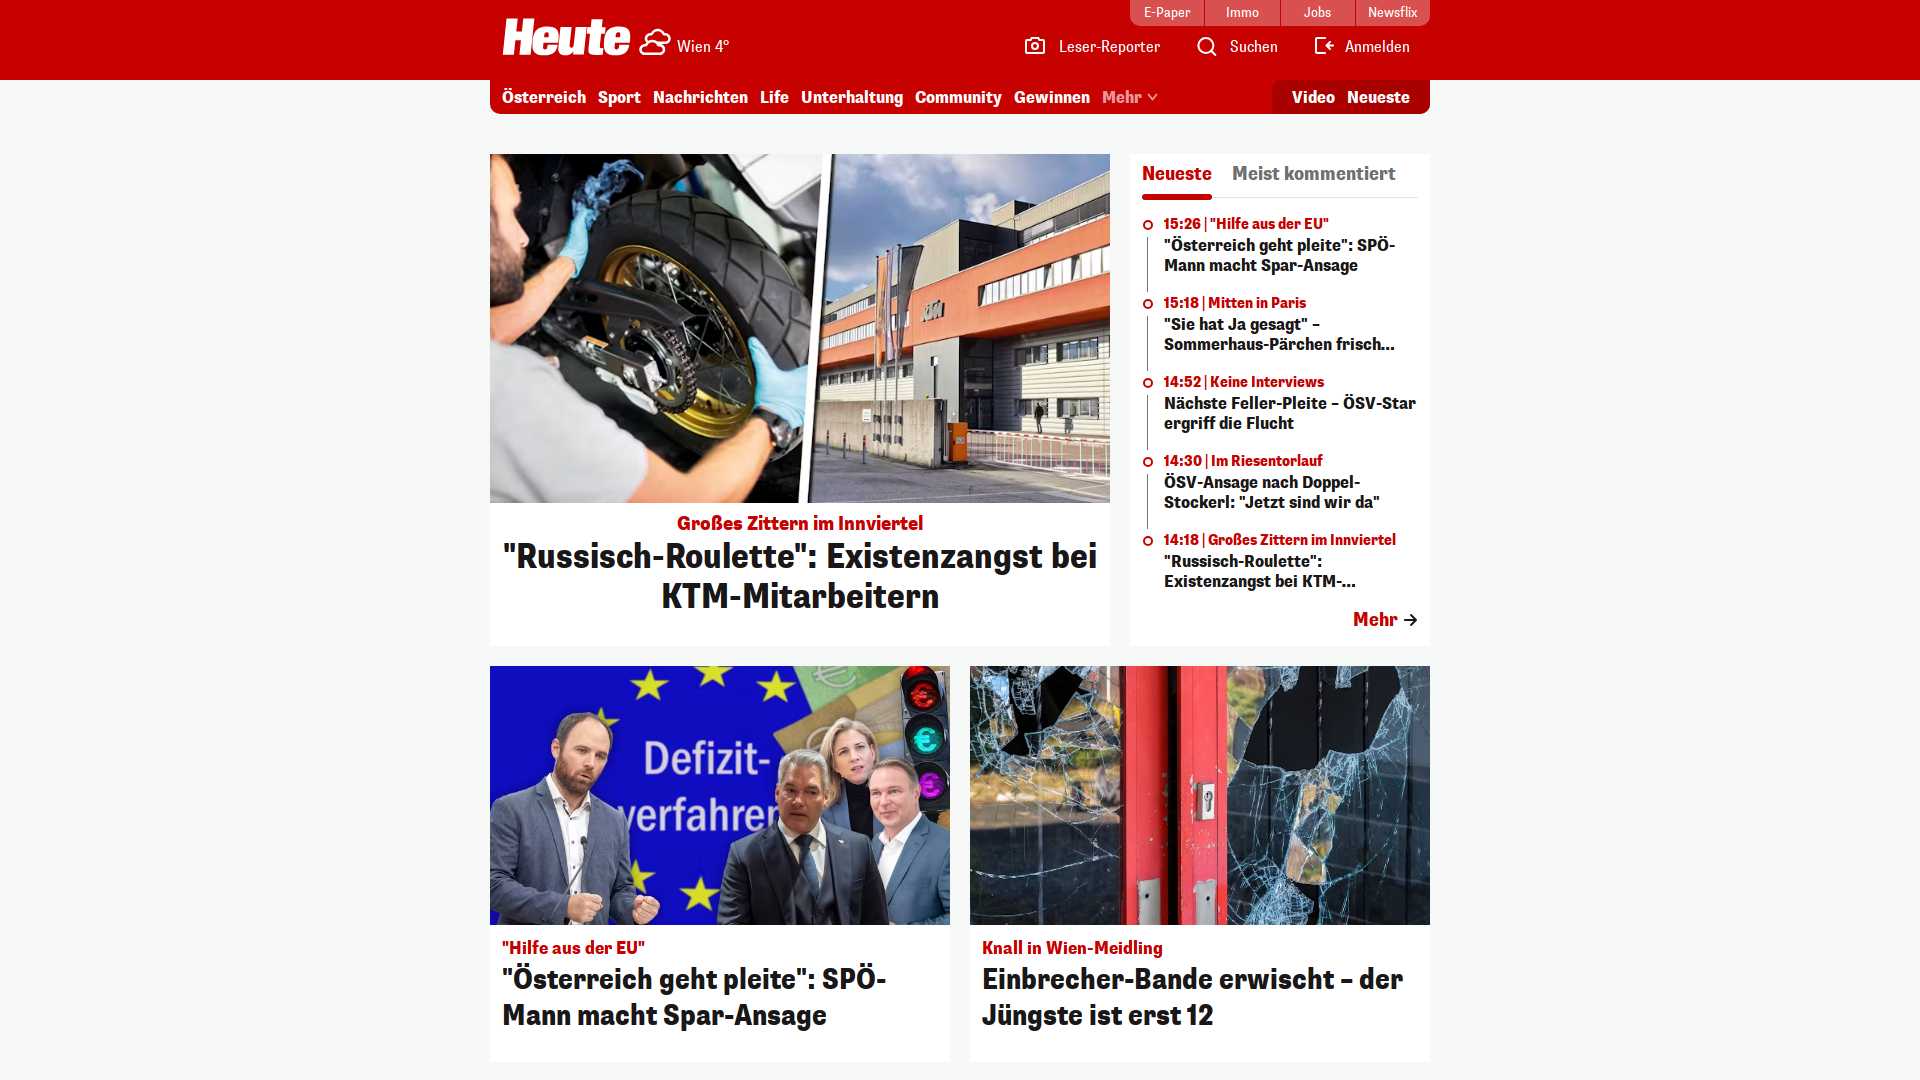 E-Paper
Immo
Jobs
Newsflix
Heute
Wien 4°
Leser-Reporter
Suchen
Anmelden
Österreich
Sport
Nachrichten
Life
Unterhaltung
Community
Gewinnen
Mehr
Video
Neueste
KTM
Großes Zittern im Innviertel
"Russisch-Roulette": Existenzangst bei
KTM-Mitarbeitern
Neueste
Meist kommentiert
15:26 | "Hilfe aus der EU"
"Österreich geht pleite": SPÖ-
Mann macht Spar-Ansage
15:18 | Mitten in Paris
"Sie hat Ja gesagt" –
Sommerhaus-Pärchen frisch...
14:52 | Keine Interviews
Nächste Feller-Pleite – ÖSV-Star
ergriff die Flucht
14:30 | Im Riesentorlauf
ÖSV-Ansage nach Doppel-
Stockerl: "Jetzt sind wir da"
14:18 | Großes Zittern im Innviertel
"Russisch-Roulette":
Existenzangst bei KTM-...
Mehr
Defizit-
verfahren
"Hilfe aus der EU"
"Österreich geht pleite": SPÖ-
Mann macht Spar-Ansage
Knall in Wien-Meidling
Einbrecher-Bande erwischt – der
Jüngste ist erst 12